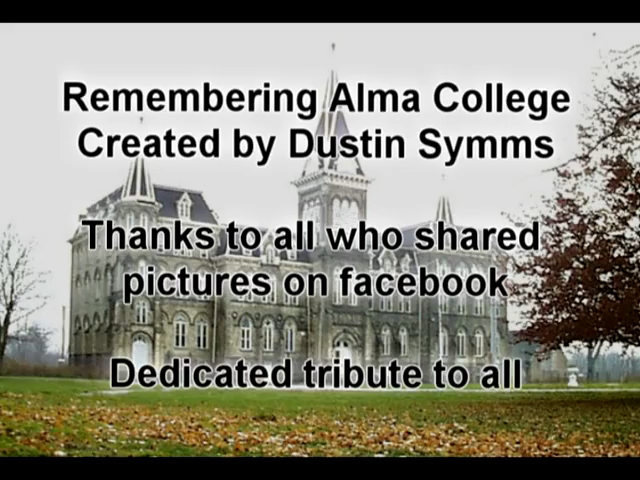 Remembering Alma College
Created by Dustin Symms
Thanks to all who shared
pictures on facebook
Dedicated tribute to all